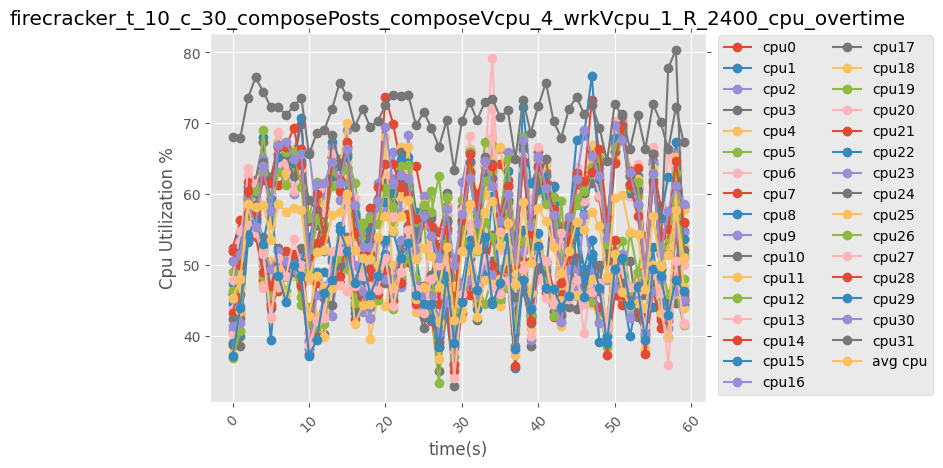 firecracker_t_10_c_30_composePosts_composeVcpu_4_wrkVcpu_1_R_2400_cpu_overtime
Cpu Utilization %
80
70
60
50
40
0
10
20
30
40
50
60
time(s)
cpu0
cpu1
cpu2
cpu3
cpu4
cpu5
cpu6
cpu7
cpu8
cpu9
cpu10
cpu11
cpu12
cpu13
cpu14
cpu15
cpu16
cpu17
cpu18
cpu19
cpu20
cpu21
cpu22
cpu23
cpu24
cpu25
cpu26
cpu27
cpu28
cpu29
cpu30
cpu31
avg cpu